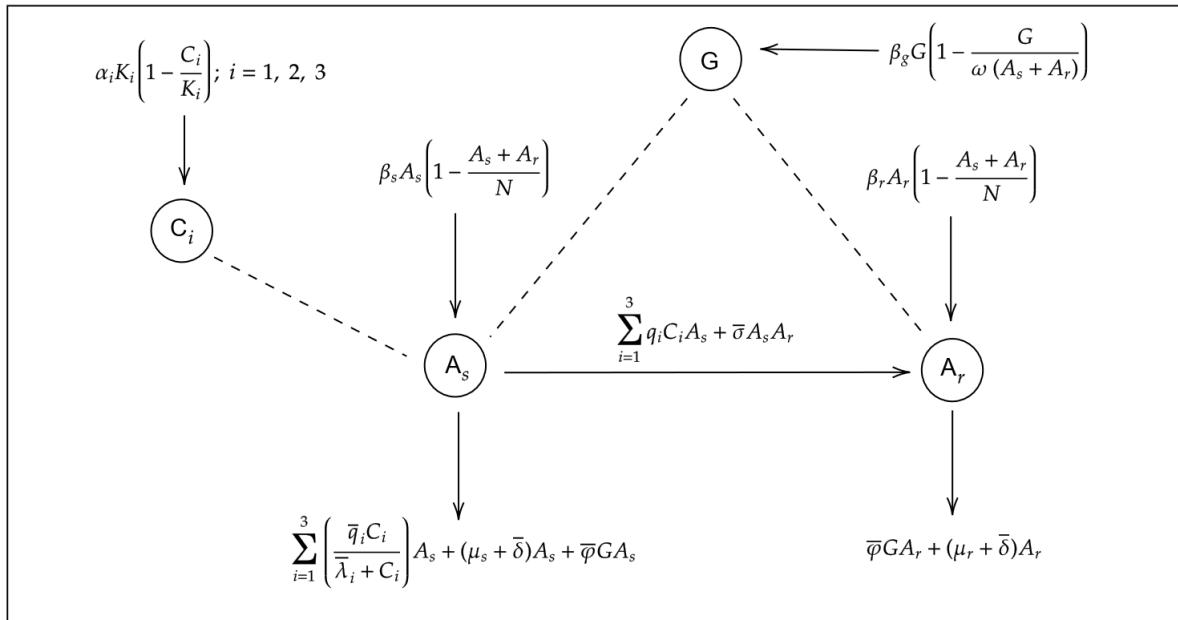 α_i K_i (1 − C_i/K_i); i = 1, 2, 3
G
β_g G (1 − G/(ω (A_s + A_r)))
β_s A_s (1 − (A_s + A_r)/N)
β_r A_r (1 − (A_s + A_r)/N)
C_i
∑_{i=1}^{3} q_i C_i A_s + σ̅ A_s A_r
A_s
A_r
∑_{i=1}^{3} (q̅_i C_i/(λ̅_i + C_i)) A_s + (μ_s + δ̅) A_s + φ̅ G A_s
φ̅ G A_r + (μ_r + δ̅) A_r